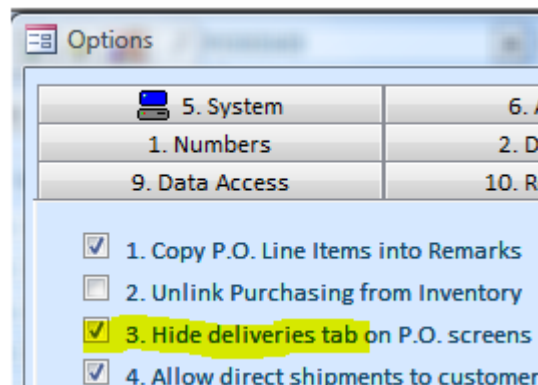 Options
5. System
6.
1. Numbers
2. D
9. Data Access
10. R
1. Copy P.O. Line Items into Remarks
2. Unlink Purchasing from Inventory
3. Hide deliveries tab on P.O. screens
4. Allow direct shipments to customer